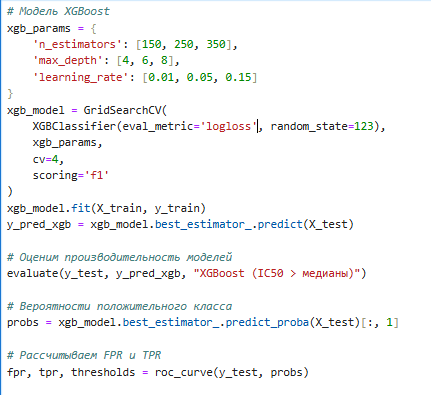 # Модель XGBoost
xgb_params = {
    'n_estimators': [150, 250, 350],
    'max_depth': [4, 6, 8],
    'learning_rate': [0.01, 0.05, 0.15]
}
xgb_model = GridSearchCV(
    XGBClassifier(eval_metric='logloss', random_state=123),
    xgb_params,
    cv=4,
    scoring='f1'
)
xgb_model.fit(X_train, y_train)
y_pred_xgb = xgb_model.best_estimator_.predict(X_test)

# Оценим производительность моделей
evaluate(y_test, y_pred_xgb, "XGBoost (IC50 > медианы)")

# Вероятности положительного класса
probs = xgb_model.best_estimator_.predict_proba(X_test)[:, 1]

# Рассчитываем FPR и TPR
fpr, tpr, thresholds = roc_curve(y_test, probs)